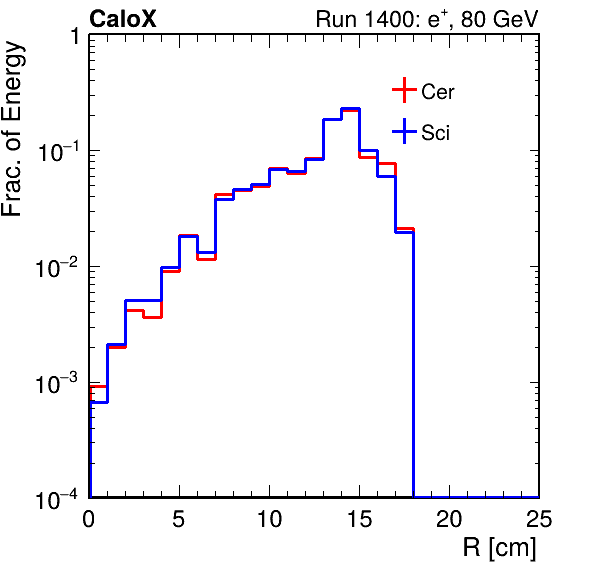 CaloX Run 1400: e⁺, 80 GeV
Frac. of Energy
1
10⁻¹
10⁻²
10⁻³
10⁻⁴
Cer
Sci
0 5 10 15 20 25
R [cm]